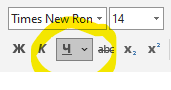 Times New Ron 14
Ж К Ч abc x₂ x²